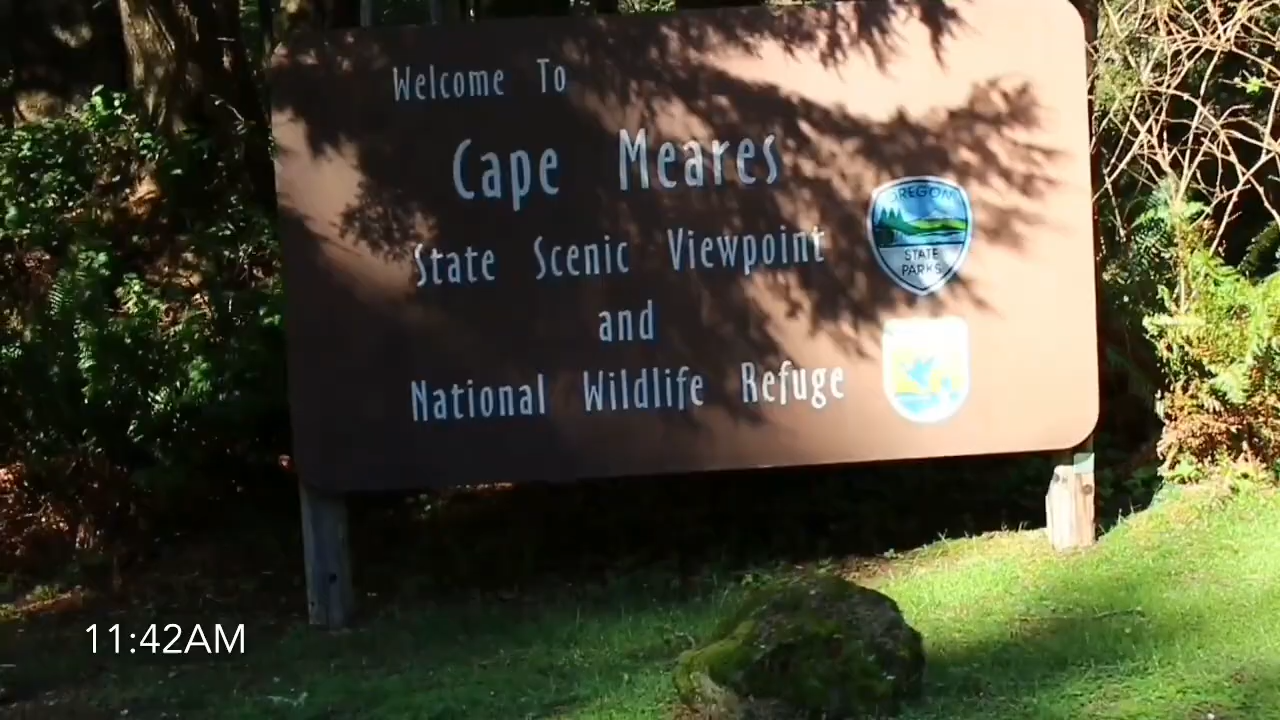 Welcome To
Cape Meares
State Scenic Viewpoint
and
National Wildlife Refuge
OREGON
STATE
PARKS
11:42AM